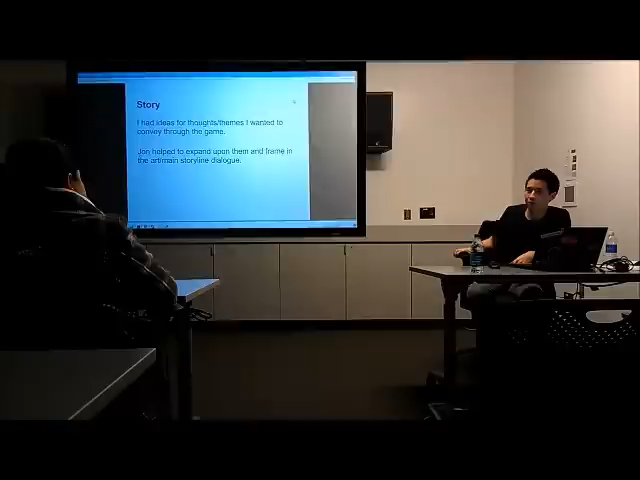 Story
I had ideas for thoughts/themes I wanted to
convey through the game.
Jon helped to expand upon them and frame in
the art/main storyline dialogue.